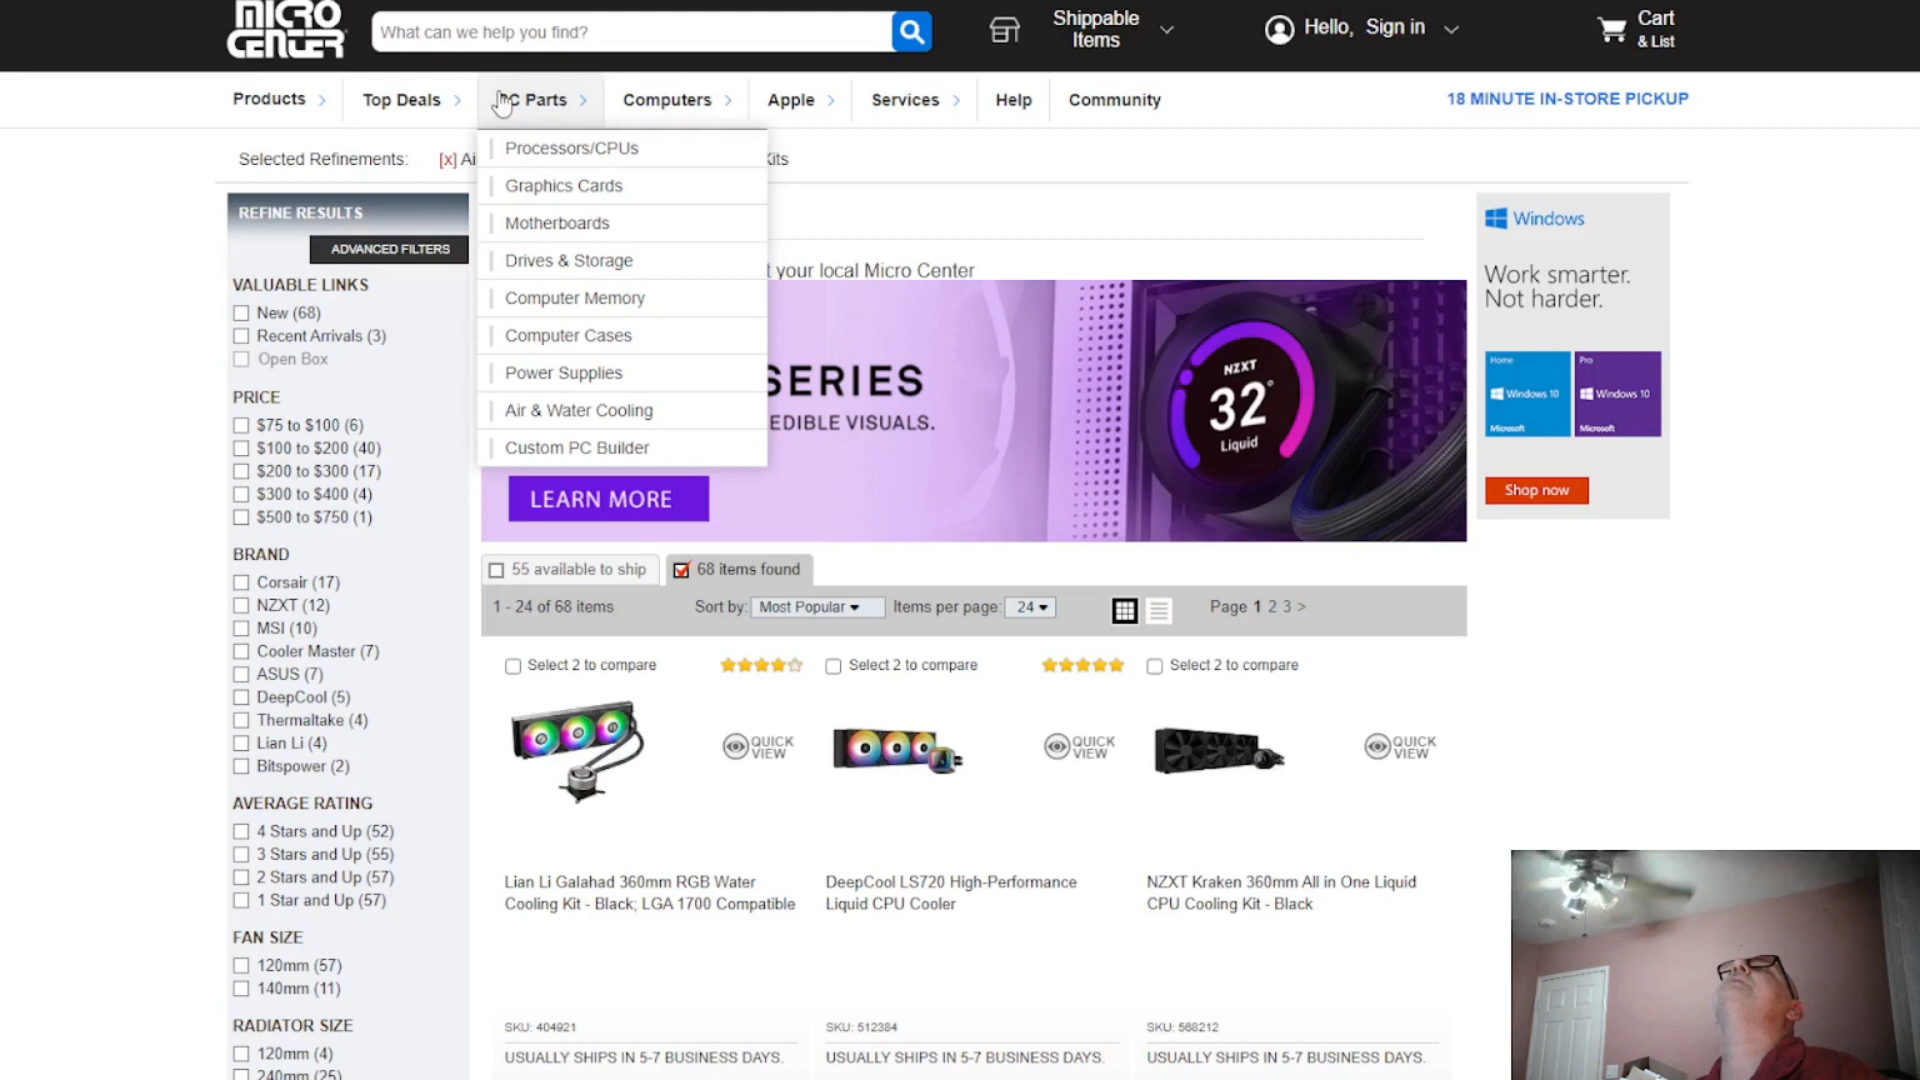 MICRO CENTER
What can we help you find?
Shippable Items
Hello, Sign in
Cart & List
Products
Top Deals
PC Parts
Computers
Apple
Services
Help
Community
18 MINUTE IN-STORE PICKUP
Selected Refinements:
[x] Ai
Kits
Processors/CPUs
Graphics Cards
Motherboards
Drives & Storage
Computer Memory
Computer Cases
Power Supplies
Air & Water Cooling
Custom PC Builder
REFINE RESULTS
ADVANCED FILTERS
VALUABLE LINKS
New (68)
Recent Arrivals (3)
Open Box
PRICE
$75 to $100 (6)
$100 to $200 (40)
$200 to $300 (17)
$300 to $400 (4)
$500 to $750 (1)
BRAND
Corsair (17)
NZXT (12)
MSI (10)
Cooler Master (7)
ASUS (7)
DeepCool (5)
Thermaltake (4)
Lian Li (4)
Bitspower (2)
AVERAGE RATING
4 Stars and Up (52)
3 Stars and Up (55)
2 Stars and Up (57)
1 Star and Up (57)
FAN SIZE
120mm (57)
140mm (11)
RADIATOR SIZE
120mm (4)
240mm (25)
t your local Micro Center
SERIES
EDIBLE VISUALS.
LEARN MORE
NZXT
32°
Liquid
Windows
Work smarter.
Not harder.
Home
Windows 10
Microsoft
Pro
Windows 10
Microsoft
Shop now
55 available to ship
68 items found
1 - 24 of 68 items
Sort by: Most Popular
Items per page: 24
Page 1 2 3 >
Select 2 to compare
Select 2 to compare
Select 2 to compare
QUICK VIEW
QUICK VIEW
QUICK VIEW
Lian Li Galahad 360mm RGB Water
Cooling Kit - Black; LGA 1700 Compatible
DeepCool LS720 High-Performance
Liquid CPU Cooler
NZXT Kraken 360mm All in One Liquid
CPU Cooling Kit - Black
SKU: 404921
SKU: 512384
SKU: 568212
USUALLY SHIPS IN 5-7 BUSINESS DAYS.
USUALLY SHIPS IN 5-7 BUSINESS DAYS.
USUALLY SHIPS IN 5-7 BUSINESS DAYS.